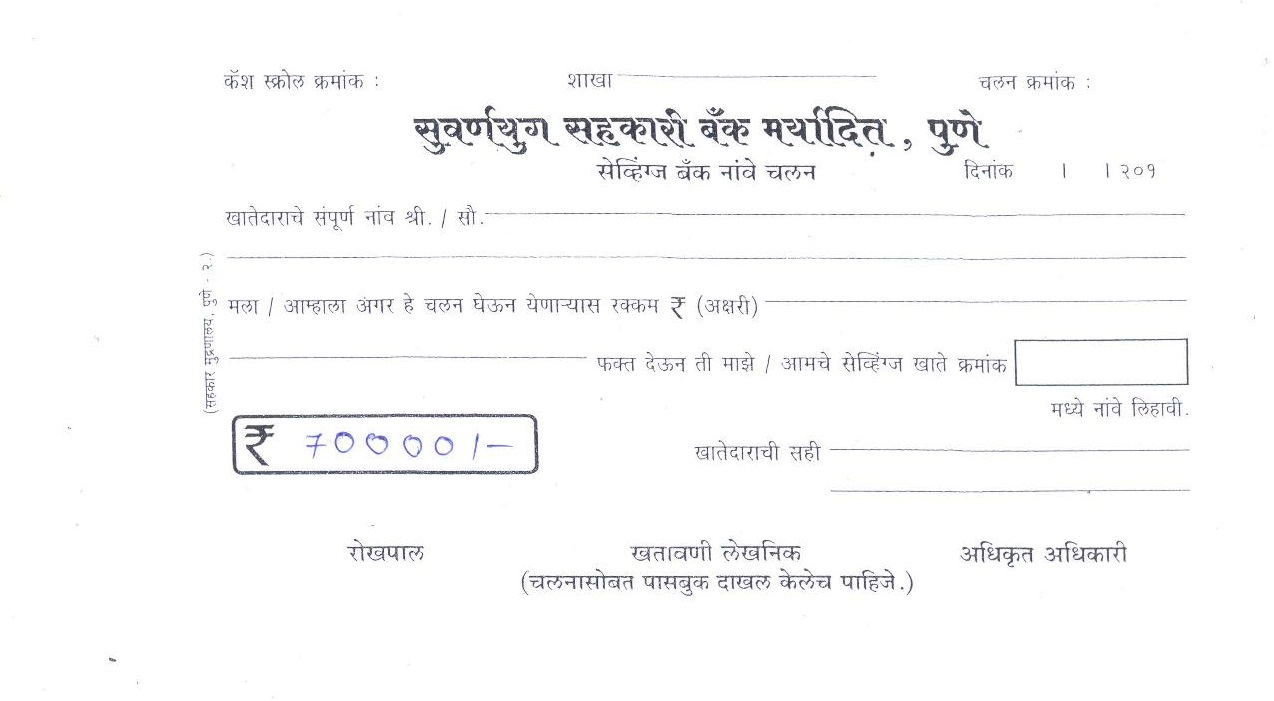 कॅश स्क्रोल क्रमांक : शाखा चलन क्रमांक :
सुवर्णयुग सहकारी बँक मर्यादित, पुणे
सेव्हिंग्ज बँक नांवे चलन दिनांक । । २०१
खातेदाराचे संपूर्ण नांव श्री. / सौ.
मला / आम्हाला अगर हे चलन घेऊन येणाऱ्यास रक्कम ₹ (अक्षरी)
फक्त देऊन ती माझे / आमचे सेव्हिंग्ज खाते क्रमांक
मध्ये नांवे लिहावी.
₹ 70000/- खातेदाराची सही
रोखपाल खतावणी लेखनिक अधिकृत अधिकारी
(चलनासोबत पासबुक दाखल केलेच पाहिजे.)
(सहकार मुद्रणालय, पुणे - २.)